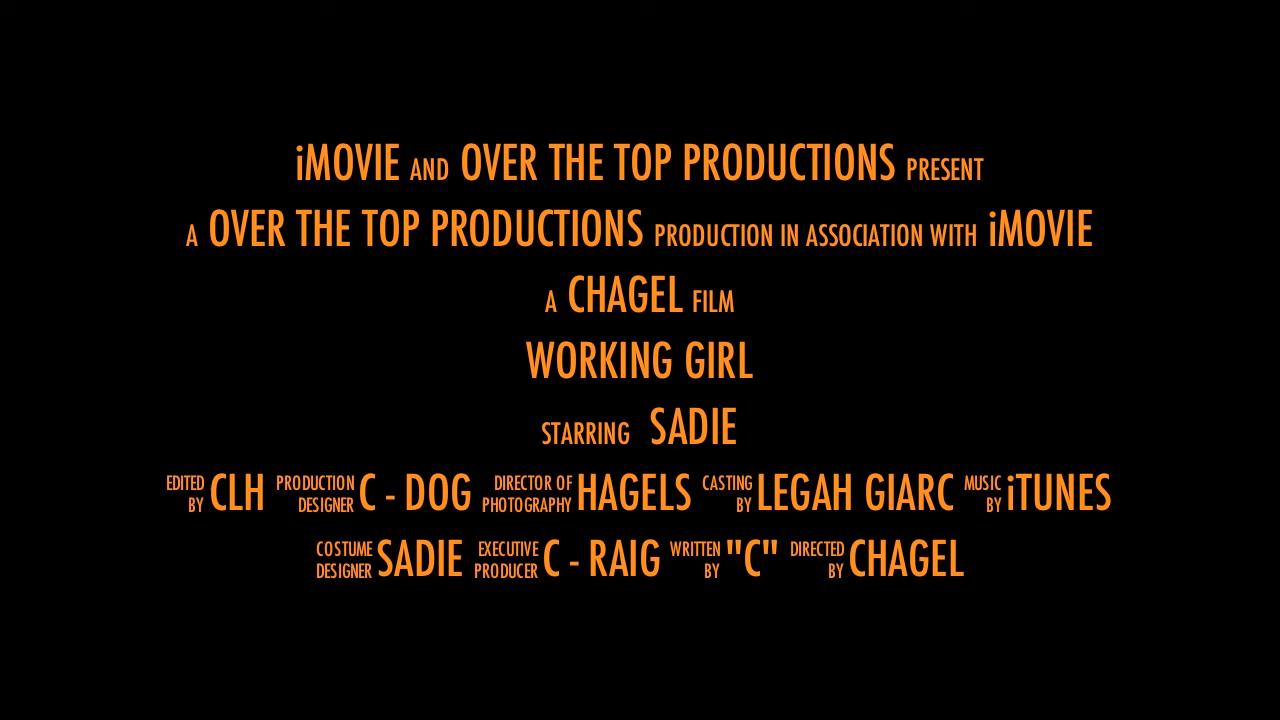 iMOVIE AND OVER THE TOP PRODUCTIONS PRESENT
A OVER THE TOP PRODUCTIONS PRODUCTION IN ASSOCIATION WITH iMOVIE
A CHAGEL FILM
WORKING GIRL
STARRING SADIE
EDITED BY CLH PRODUCTION DESIGNER C - DOG DIRECTOR OF PHOTOGRAPHY HAGELS CASTING BY LEGAH GIARC MUSIC BY iTUNES
COSTUME DESIGNER SADIE EXECUTIVE PRODUCER C - RAIG WRITTEN BY "C" DIRECTED BY CHAGEL